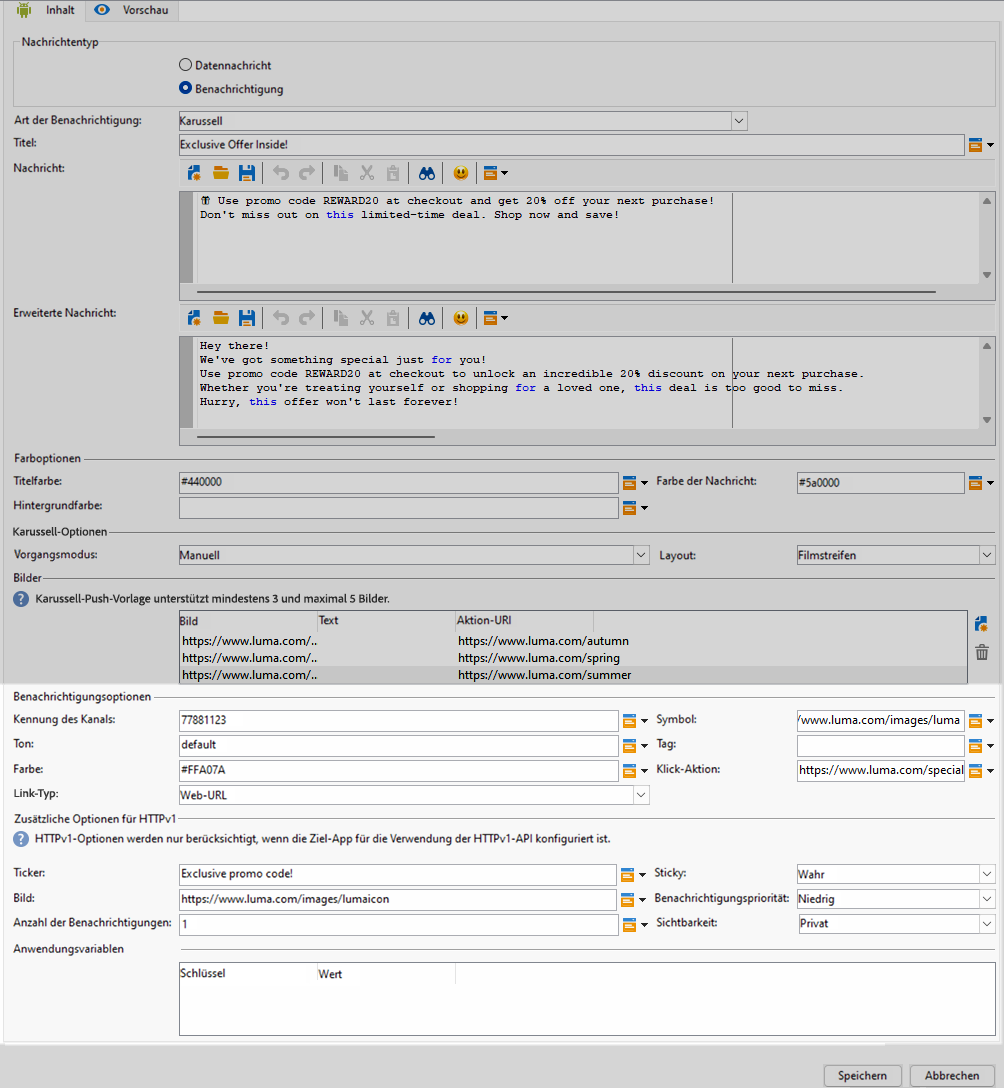 Inhalt Vorschau
Nachrichtentyp
Datennachricht
Benachrichtigung
Art der Benachrichtigung: Karussell
Titel: Exclusive Offer Inside!
Nachricht:
Use promo code REWARD20 at checkout and get 20% off your next purchase!
Don't miss out on this limited-time deal. Shop now and save!
Erweiterte Nachricht:
Hey there!
We've got something special just for you!
Use promo code REWARD20 at checkout to unlock an incredible 20% discount on your next purchase.
Whether you're treating yourself or shopping for a loved one, this deal is too good to miss.
Hurry, this offer won't last forever!
Farboptionen
Titelfarbe: #440000 Farbe der Nachricht: #5a0000
Hintergrundfarbe:
Karussell-Optionen
Vorgangsmodus: Manuell Layout: Filmstreifen
Bilder
Karussell-Push-Vorlage unterstützt mindestens 3 und maximal 5 Bilder.
Bild Text Aktion-URI
https://www.luma.com/.. https://www.luma.com/autumn
https://www.luma.com/.. https://www.luma.com/spring
https://www.luma.com/.. https://www.luma.com/summer
Benachrichtigungsoptionen
Kennung des Kanals: 77881123 Symbol: /www.luma.com/images/luma
Ton: default Tag:
Farbe: #FFA07A Klick-Aktion: https://www.luma.com/special
Link-Typ: Web-URL
Zusätzliche Optionen für HTTPv1
HTTPv1-Optionen werden nur berücksichtigt, wenn die Ziel-App für die Verwendung der HTTPv1-API konfiguriert ist.
Ticker: Exclusive promo code! Sticky: Wahr
Bild: https://www.luma.com/images/lumaicon Benachrichtigungspriorität: Niedrig
Anzahl der Benachrichtigungen: 1 Sichtbarkeit: Privat
Anwendungsvariablen
Schlüssel Wert
Speichern Abbrechen